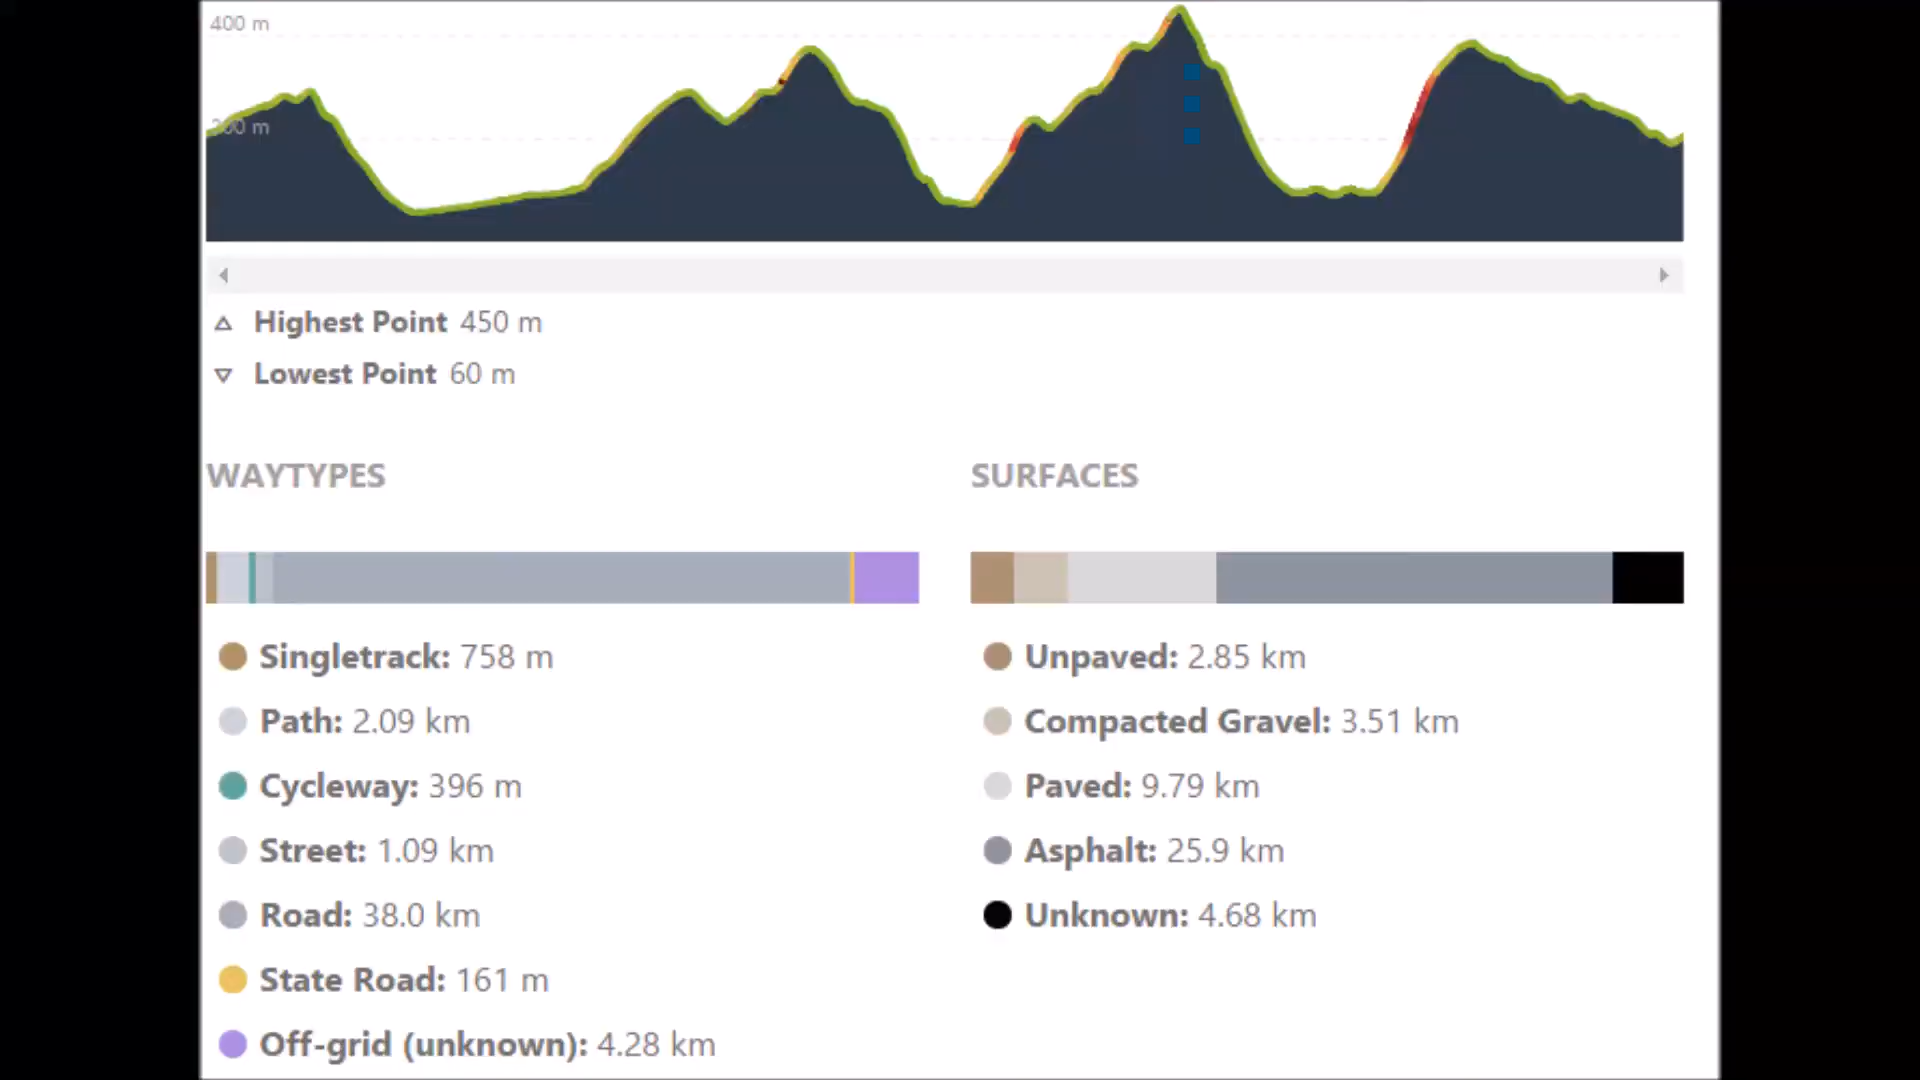 400 m
200 m
Highest Point 450 m
Lowest Point 60 m
WAYTYPES
Singletrack: 758 m
Path: 2.09 km
Cycleway: 396 m
Street: 1.09 km
Road: 38.0 km
State Road: 161 m
Off-grid (unknown): 4.28 km
SURFACES
Unpaved: 2.85 km
Compacted Gravel: 3.51 km
Paved: 9.79 km
Asphalt: 25.9 km
Unknown: 4.68 km